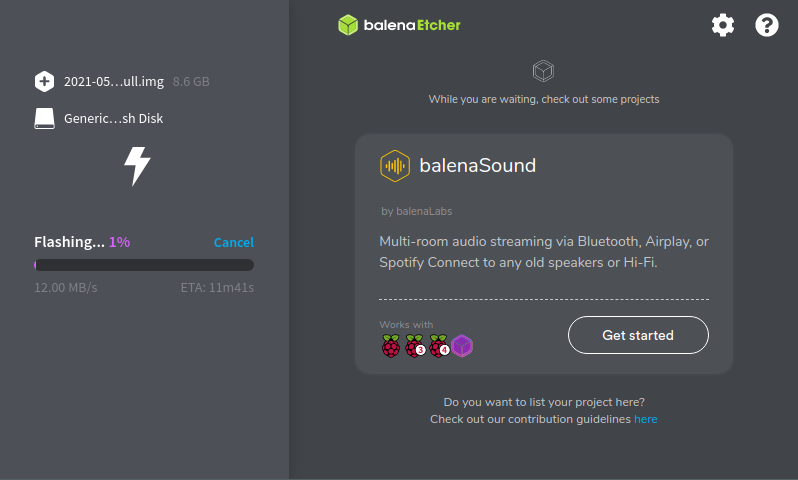 balenaEtcher
2021-05...ull.img 8.6 GB
Generic...sh Disk
Flashing... 1% Cancel
12.00 MB/s ETA: 11m41s
While you are waiting, check out some projects
balenaSound
by balenaLabs
Multi-room audio streaming via Bluetooth, Airplay, or
Spotify Connect to any old speakers or Hi-Fi.
Works with
3 4
Get started
Do you want to list your project here?
Check out our contribution guidelines here